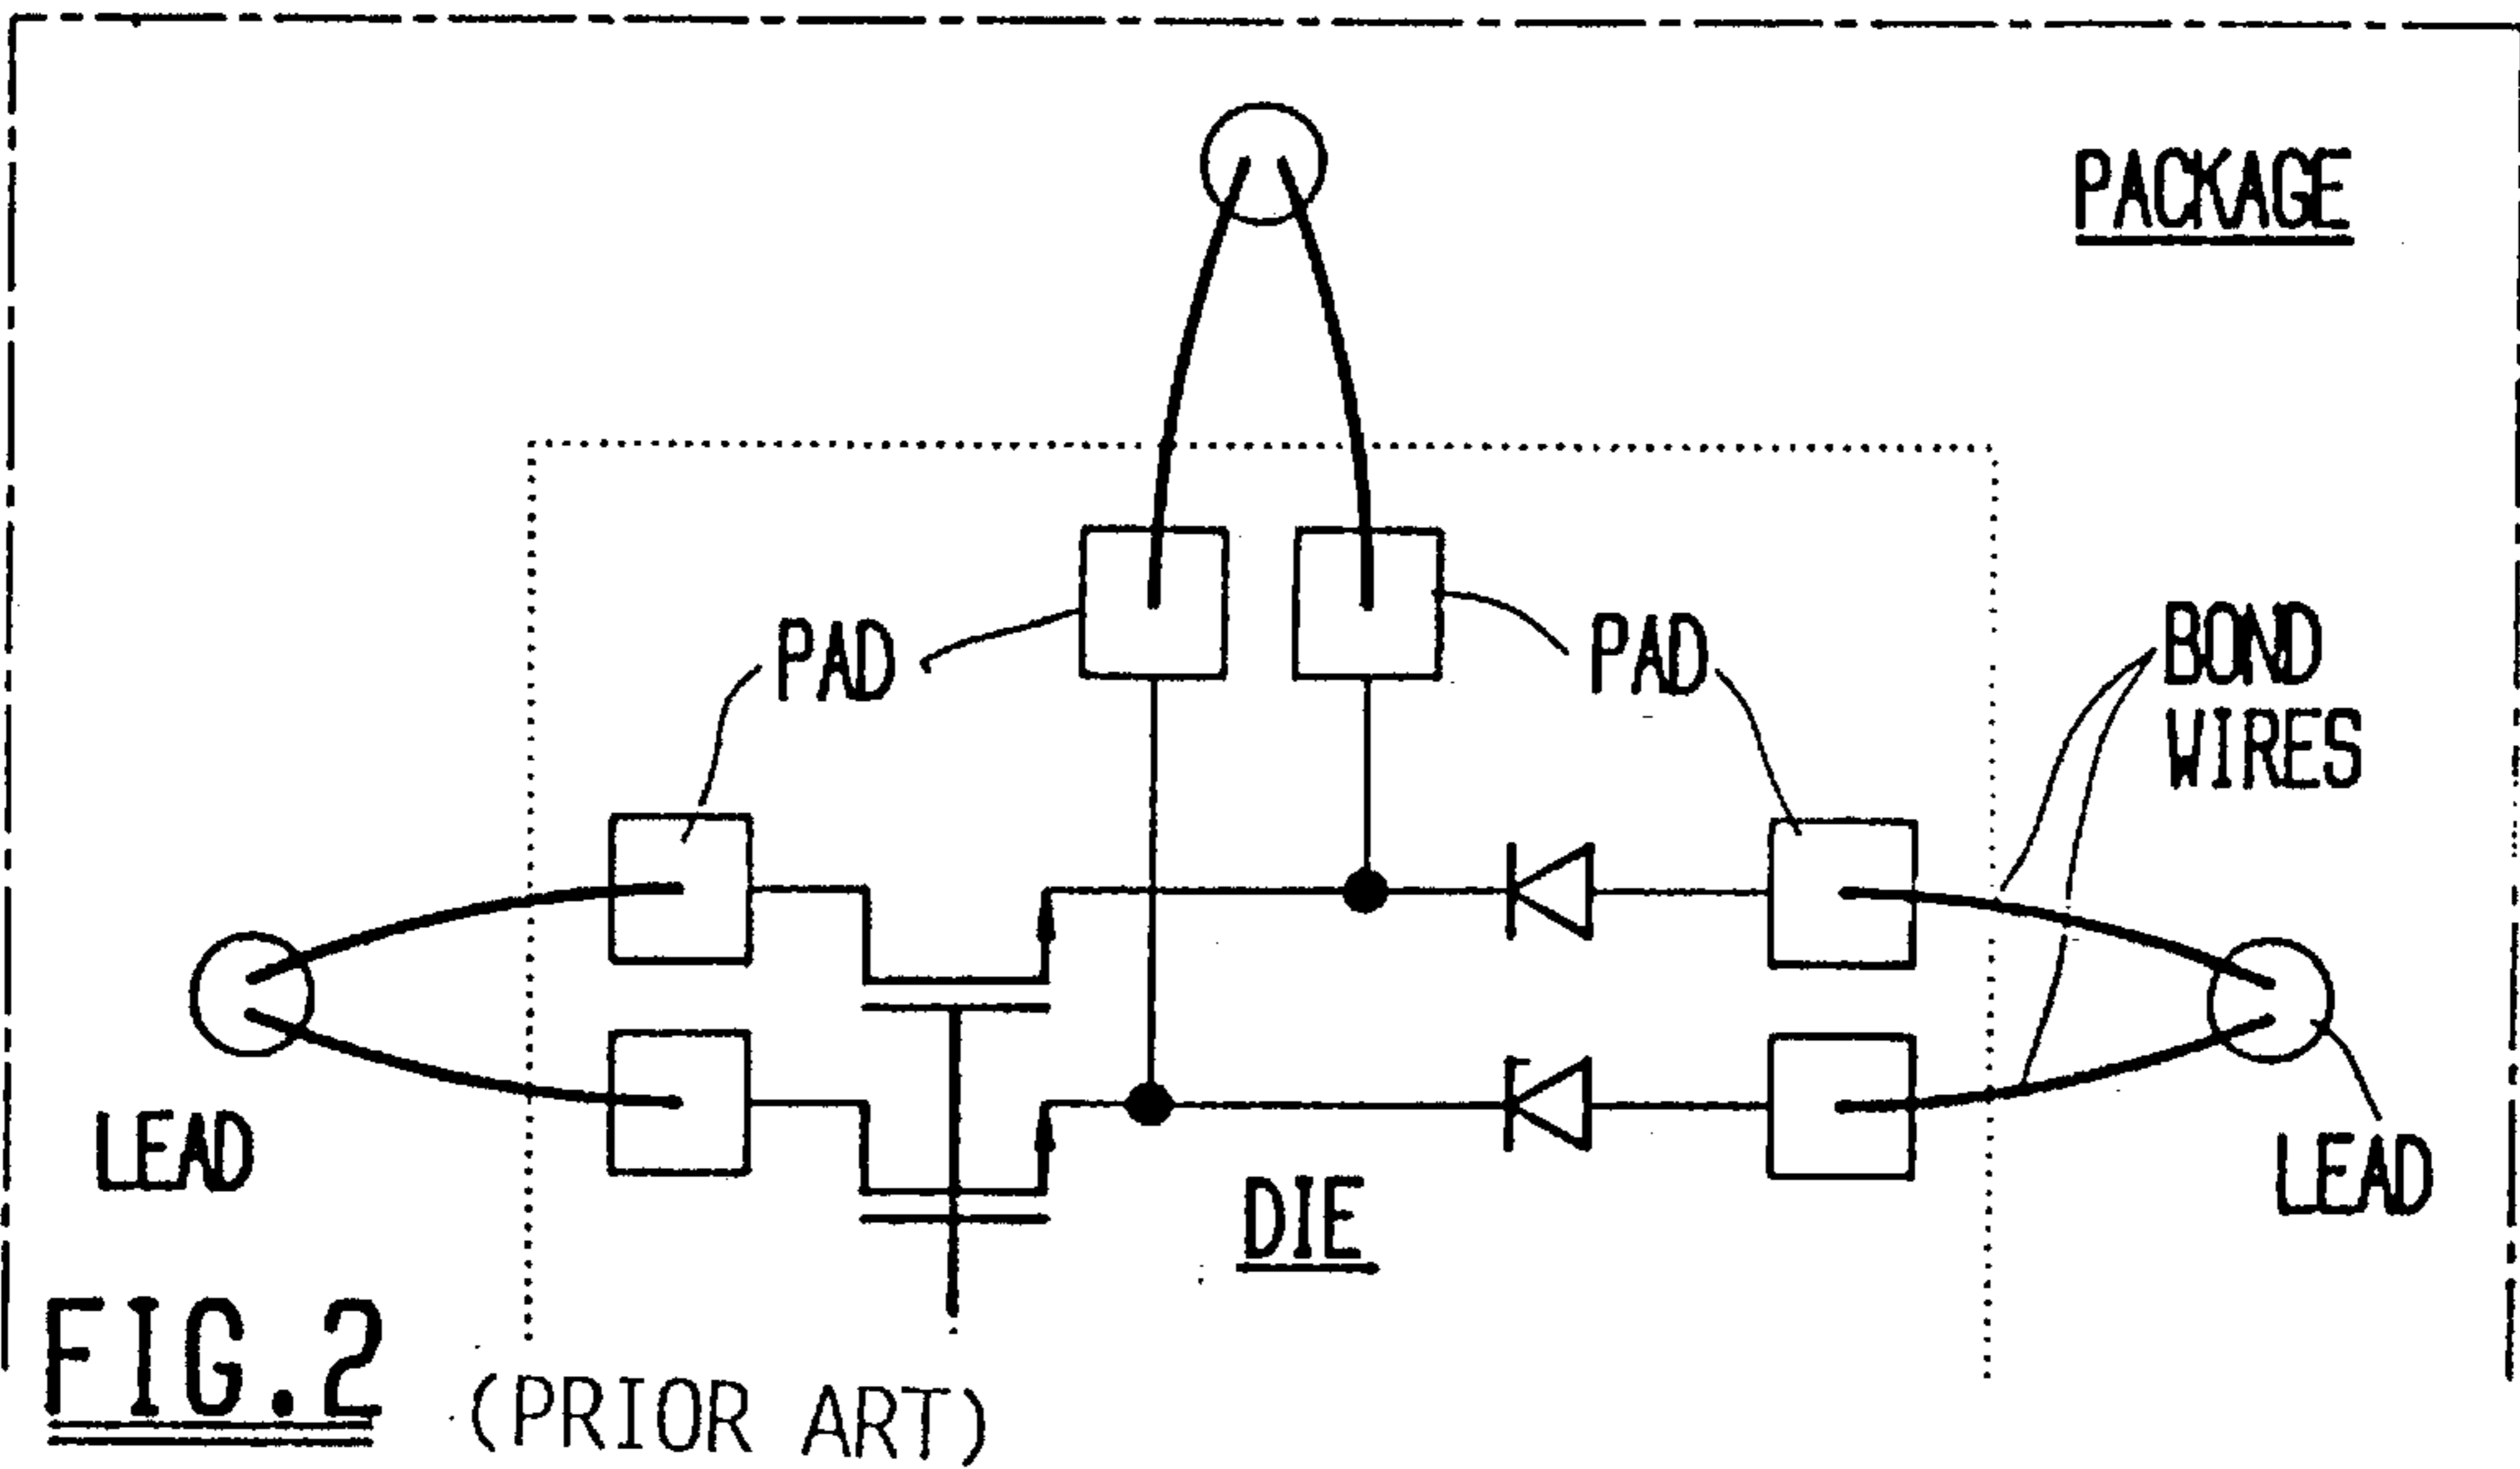 PACKAGE
PAD
PAD
BOND
WIRES
LEAD
LEAD
DIE
FIG.2
(PRIOR ART)